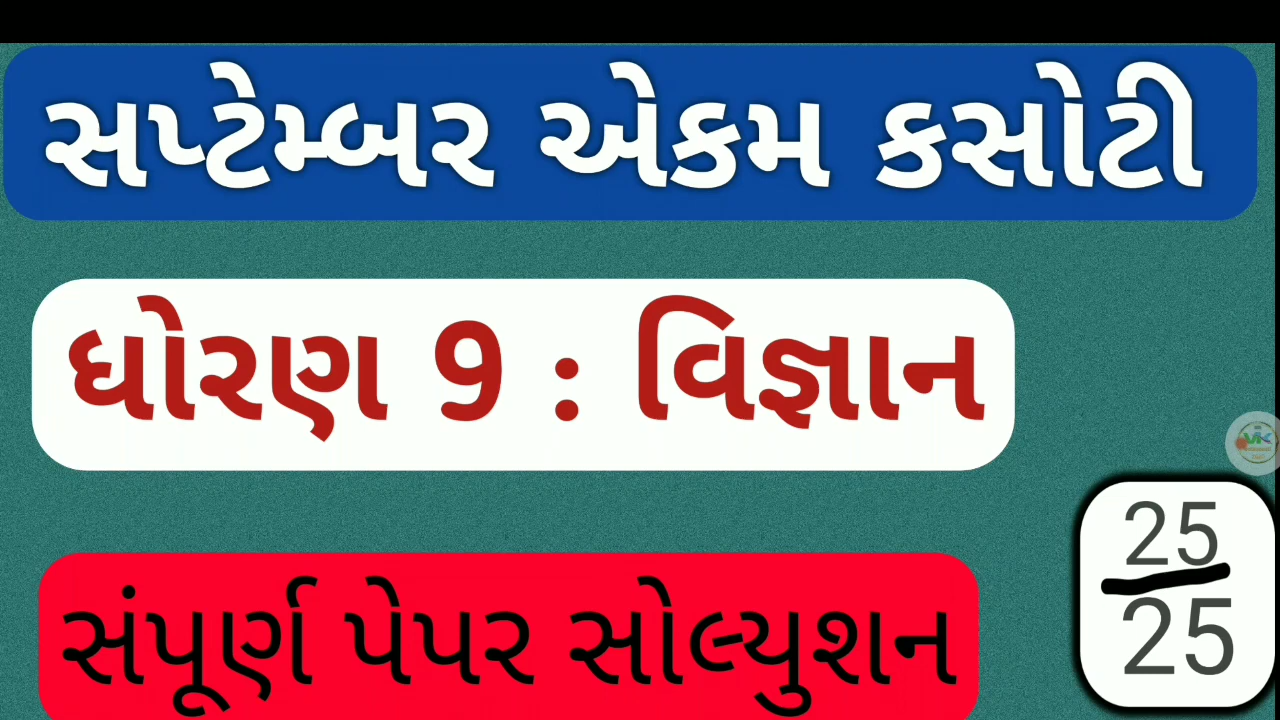 સપ્ટેમ્બર એકમ કસોટી
ધોરણ 9 : વિજ્ઞાન
25
25
સંપૂર્ણ પેપર સોલ્યુશન